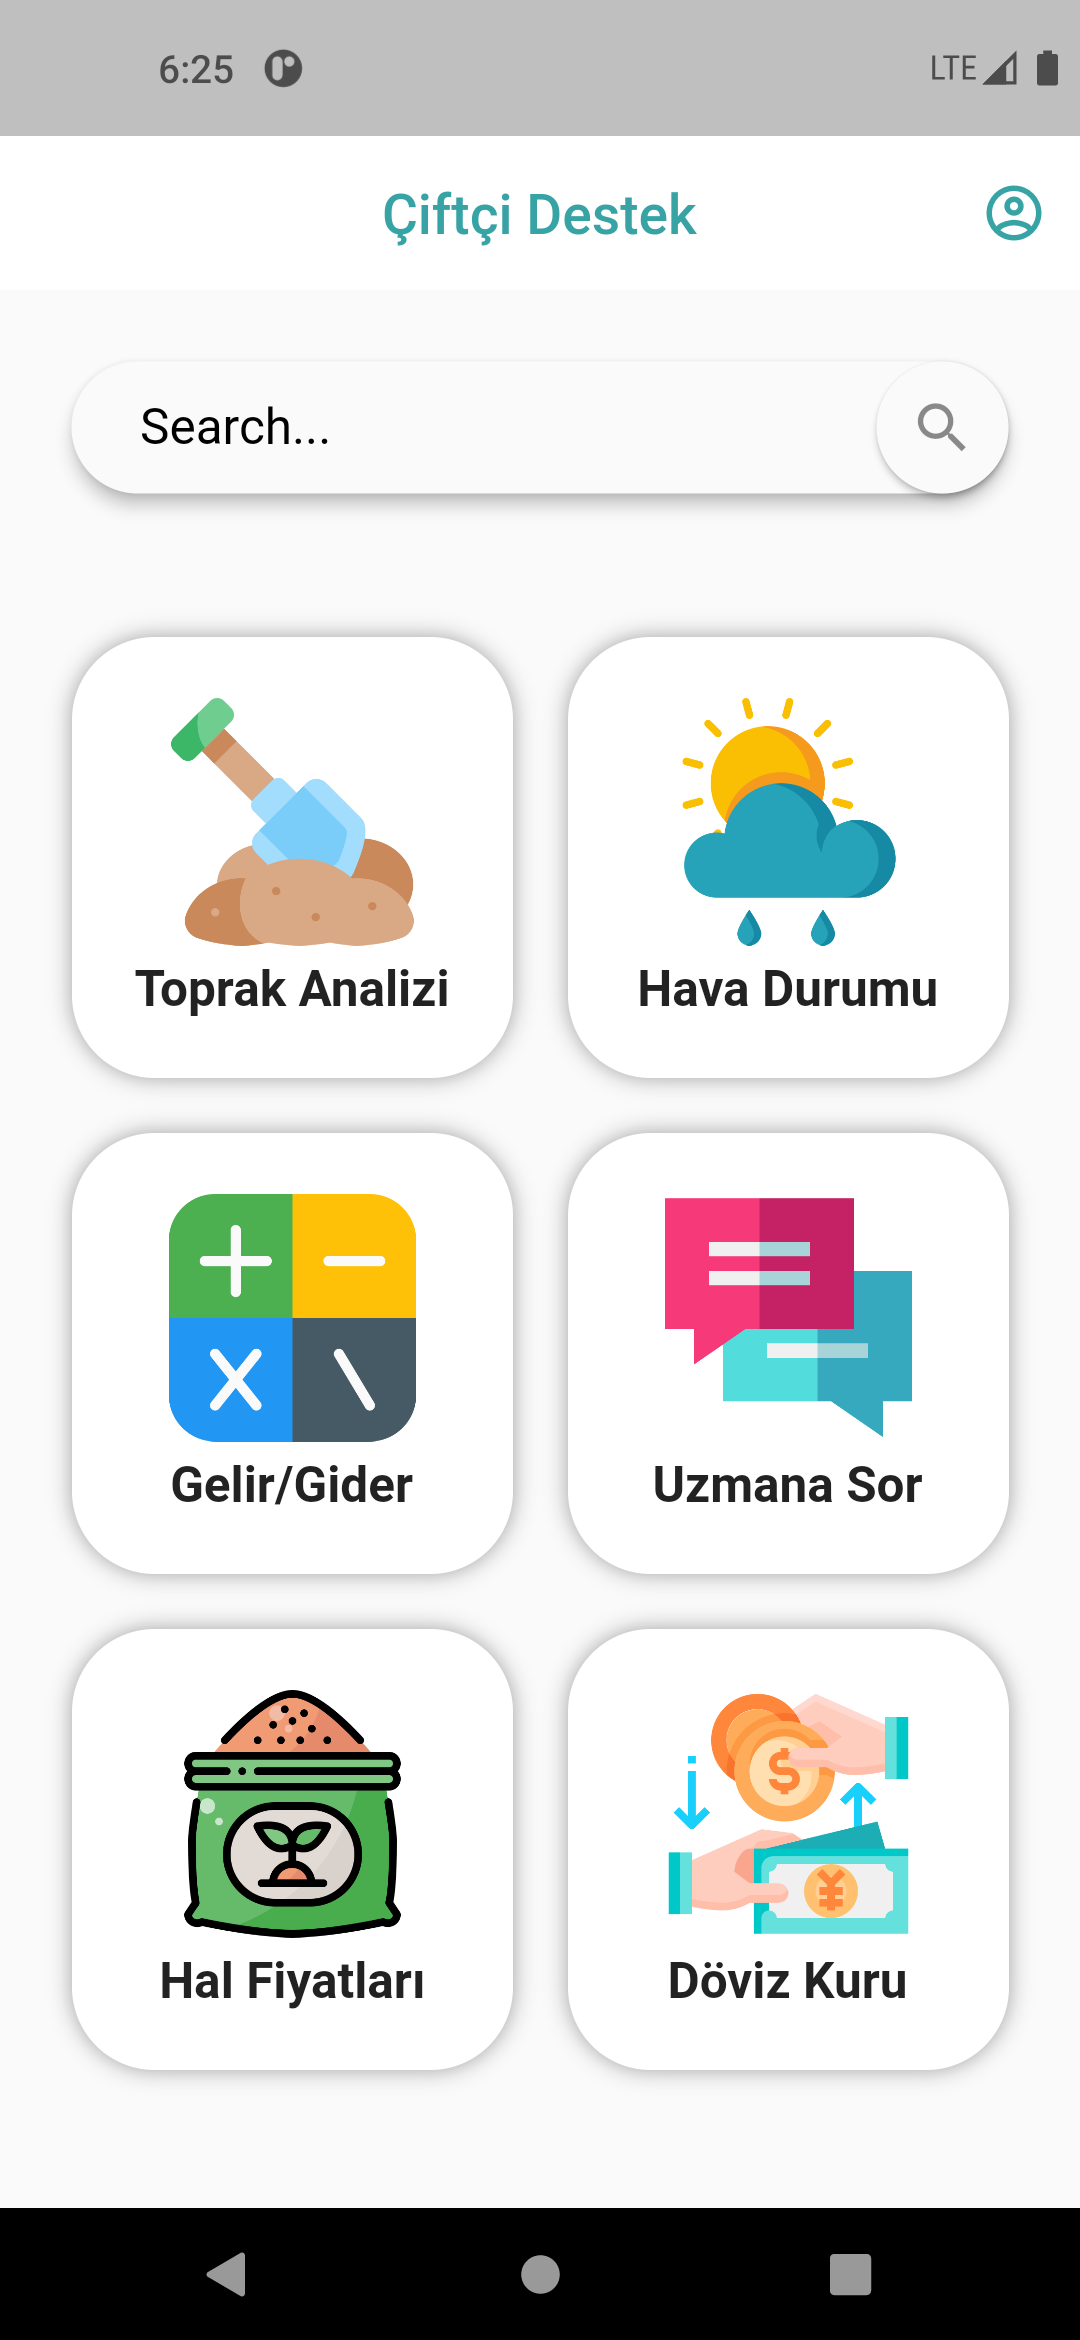 6:25
LTE
Çiftçi Destek
Search...
Toprak Analizi
Hava Durumu
Gelir/Gider
Uzmana Sor
Hal Fiyatları
Döviz Kuru